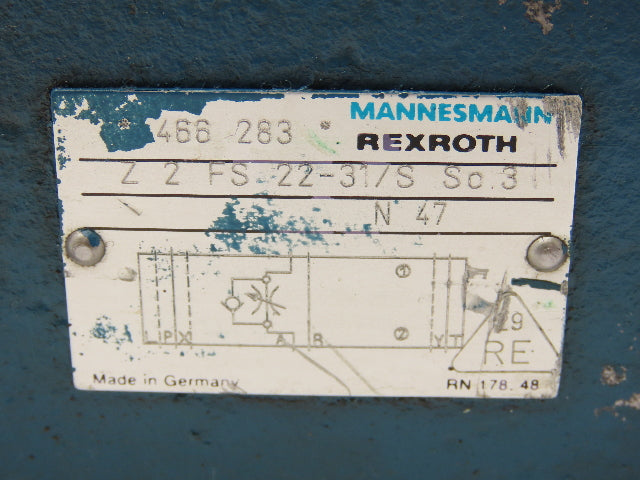 MANNESMANN
466 283
REXROTH
Z 2 FS 22-31/S So.3
N 47
1
29
L P X A B 2 Y T
RE
Made in Germany
RN 178.48